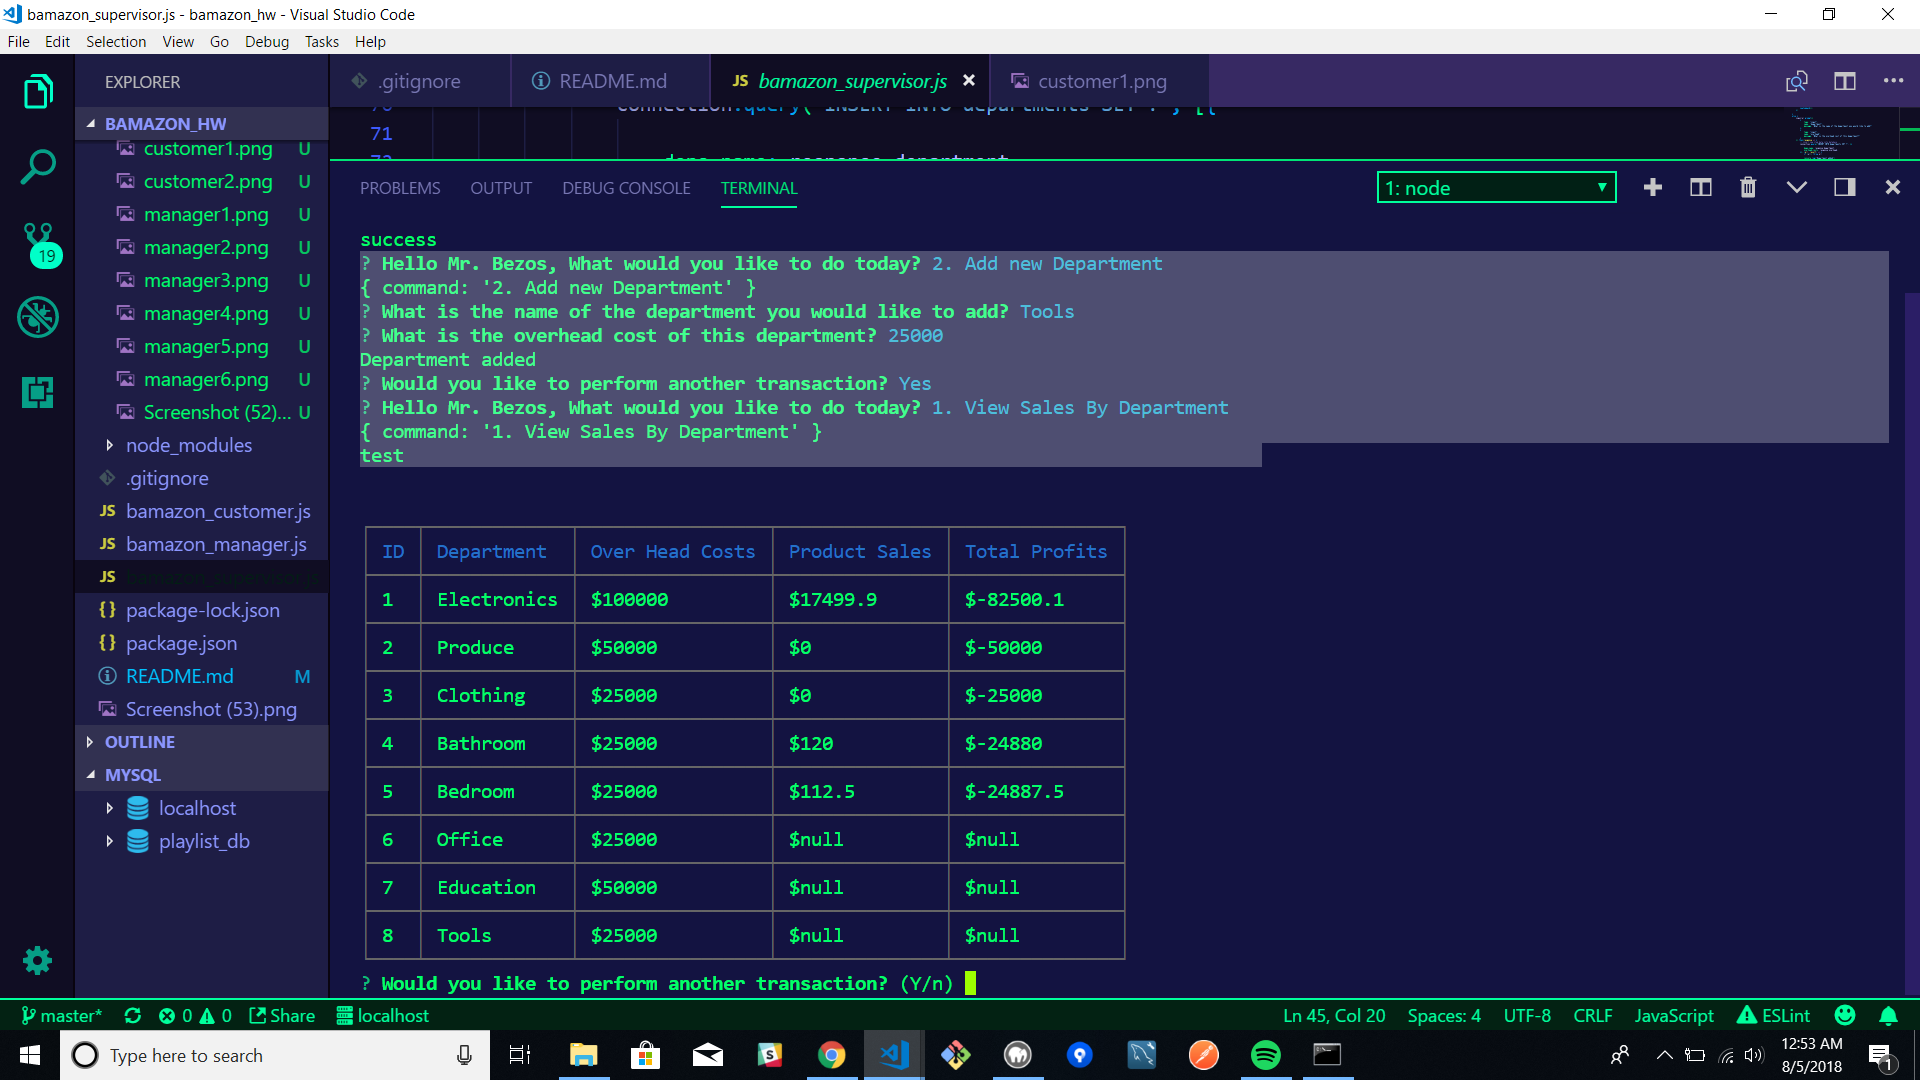 bamazon_supervisor.js - bamazon_hw - Visual Studio Code
File Edit Selection View Go Debug Tasks Help
EXPLORER
.gitignore README.md JS bamazon_supervisor.js customer1.png
BAMAZON_HW
customer1.png U
customer2.png U
manager1.png U
manager2.png U
manager3.png U
manager4.png U
manager5.png U
manager6.png U
Screenshot (52)... U
node_modules
.gitignore
JS bamazon_customer.js
JS bamazon_manager.js
JS bamazon_supervisor.js
{} package-lock.json
{} package.json
README.md M
Screenshot (53).png
OUTLINE
MYSQL
localhost
playlist_db
19
connection.query("INSERT INTO departments SET ?", [{
71
PROBLEMS OUTPUT DEBUG CONSOLE TERMINAL
1: node
success
? Hello Mr. Bezos, What would you like to do today? 2. Add new Department
{ command: '2. Add new Department' }
? What is the name of the department you would like to add? Tools
? What is the overhead cost of this department? 25000
Department added
? Would you like to perform another transaction? Yes
? Hello Mr. Bezos, What would you like to do today? 1. View Sales By Department
{ command: '1. View Sales By Department' }
test
ID Department Over Head Costs Product Sales Total Profits
1 Electronics $100000 $17499.9 $-82500.1
2 Produce $50000 $0 $-50000
3 Clothing $25000 $0 $-25000
4 Bathroom $25000 $120 $-24880
5 Bedroom $25000 $112.5 $-24887.5
6 Office $25000 $null $null
7 Education $50000 $null $null
8 Tools $25000 $null $null
? Would you like to perform another transaction? (Y/n)
master* 0 0 Share localhost
Ln 45, Col 20 Spaces: 4 UTF-8 CRLF JavaScript ESLint
Type here to search
12:53 AM
8/5/2018
1